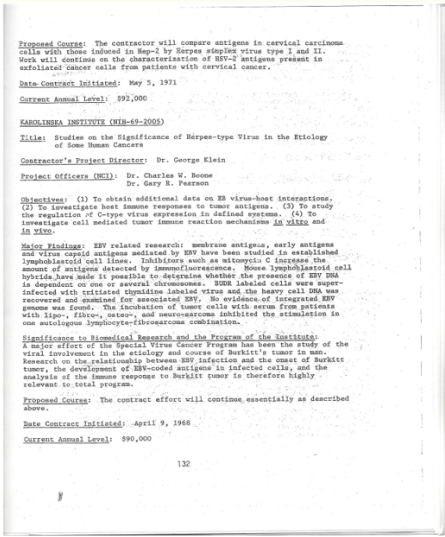 Proposed Course: The contractor will compare antigens in cervical carcinoma
cells with those induced in Hep-2 by Herpes simplex virus type I and II.
Work will continue on the characterization of HSV-2 antigens present in
exfoliated cancer cells from patients with cervical cancer.
Date Contract Initiated: May 5, 1971
Current Annual Level: $92,000
KAROLINSKA INSTITUTE (NIH-69-2005)
Title: Studies on the Significance of Herpes-type Virus in the Etiology
of Some Human Cancers
Contractor's Project Director: Dr. George Klein
Project Officers (NCI): Dr. Charles W. Boone
Dr. Gary R. Pearson
Objectives: (1) To obtain additional data on EB virus-host interactions.
(2) To investigate host immune responses to tumor antigens. (3) To study
the regulation of C-type virus expression in defined systems. (4) To
investigate cell mediated tumor immune reaction mechanisms in vitro and
in vivo.
Major Findings: EBV related research: membrane antigens, early antigens
and virus capsid antigens mediated by EBV have been studied in established
lymphoblastoid cell lines. Inhibitors such as mitomycin C increase the
amount of antigens detected by immunofluorescence. Mouse lymphoblastoid cell
hybrids have made it possible to determine whether the presence of EBV DNA
is dependent on one or several chromosomes. BUDR labeled cells were super-
infected with tritiated thymidine labeled virus and the heavy cell DNA was
recovered and examined for associated EBV. No evidence of integrated EBV
genome was found. The incubation of tumor cells with serum from patients
with lipo-, fibro-, osteo-, and neuro-sarcoma inhibited the stimulation in
one autologous lymphocyte-fibrosarcoma combination.
Significance to Biomedical Research and the Program of the Institute:
A major effort of the Special Virus Cancer Program has been the study of the
viral involvement in the etiology and course of Burkitt's tumor in man.
Research on the relationship between EBV infection and the onset of Burkitt
tumor, the development of EBV-coded antigens in infected cells, and the
analysis of the immune response to Burkitt tumor is therefore highly
relevant to total program.
Proposed Course: The contract effort will continue essentially as described
above.
Date Contract Initiated: April 9, 1968
Current Annual Level: $90,000
132